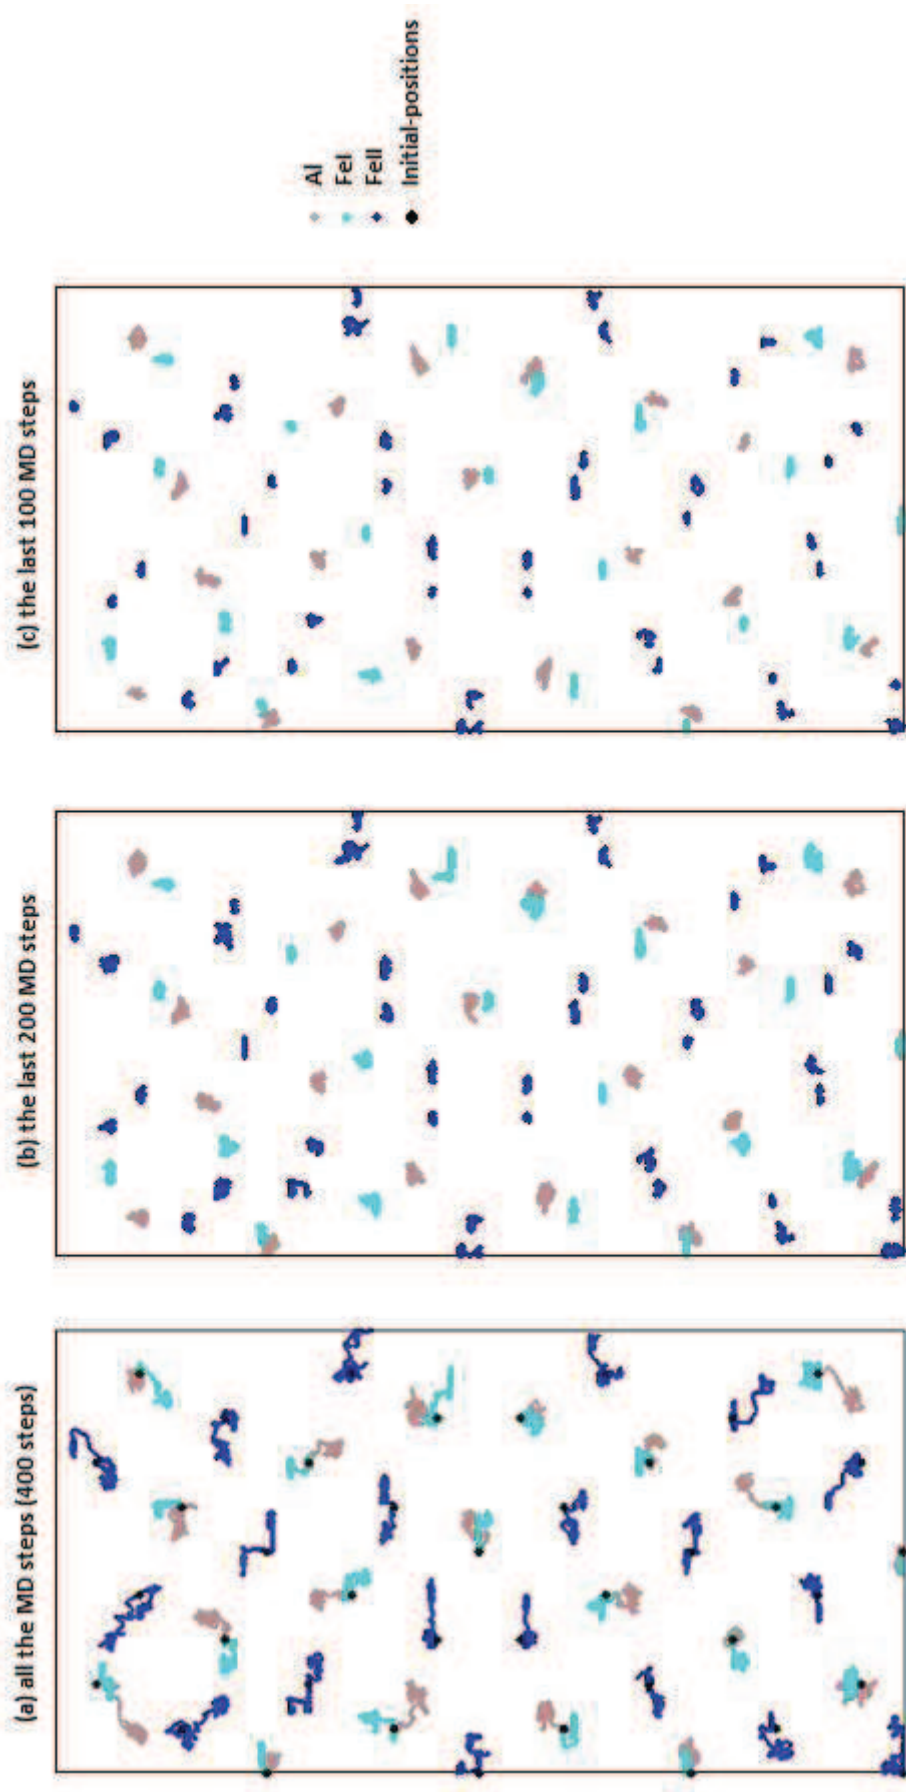 (a) all the MD steps (400 steps)
(b) the last 200 MD steps
(c) the last 100 MD steps
Al
FeI
FeII
Initial-positions